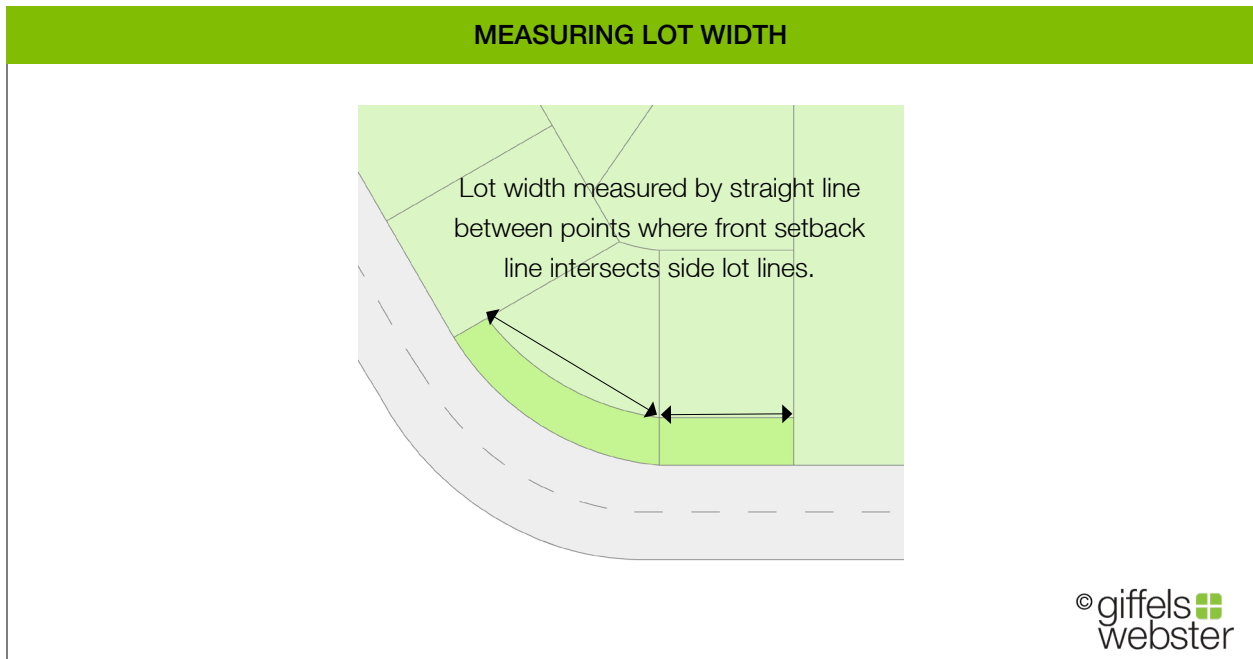 MEASURING LOT WIDTH
Lot width measured by straight line
between points where front setback
line intersects side lot lines.
© giffels
webster